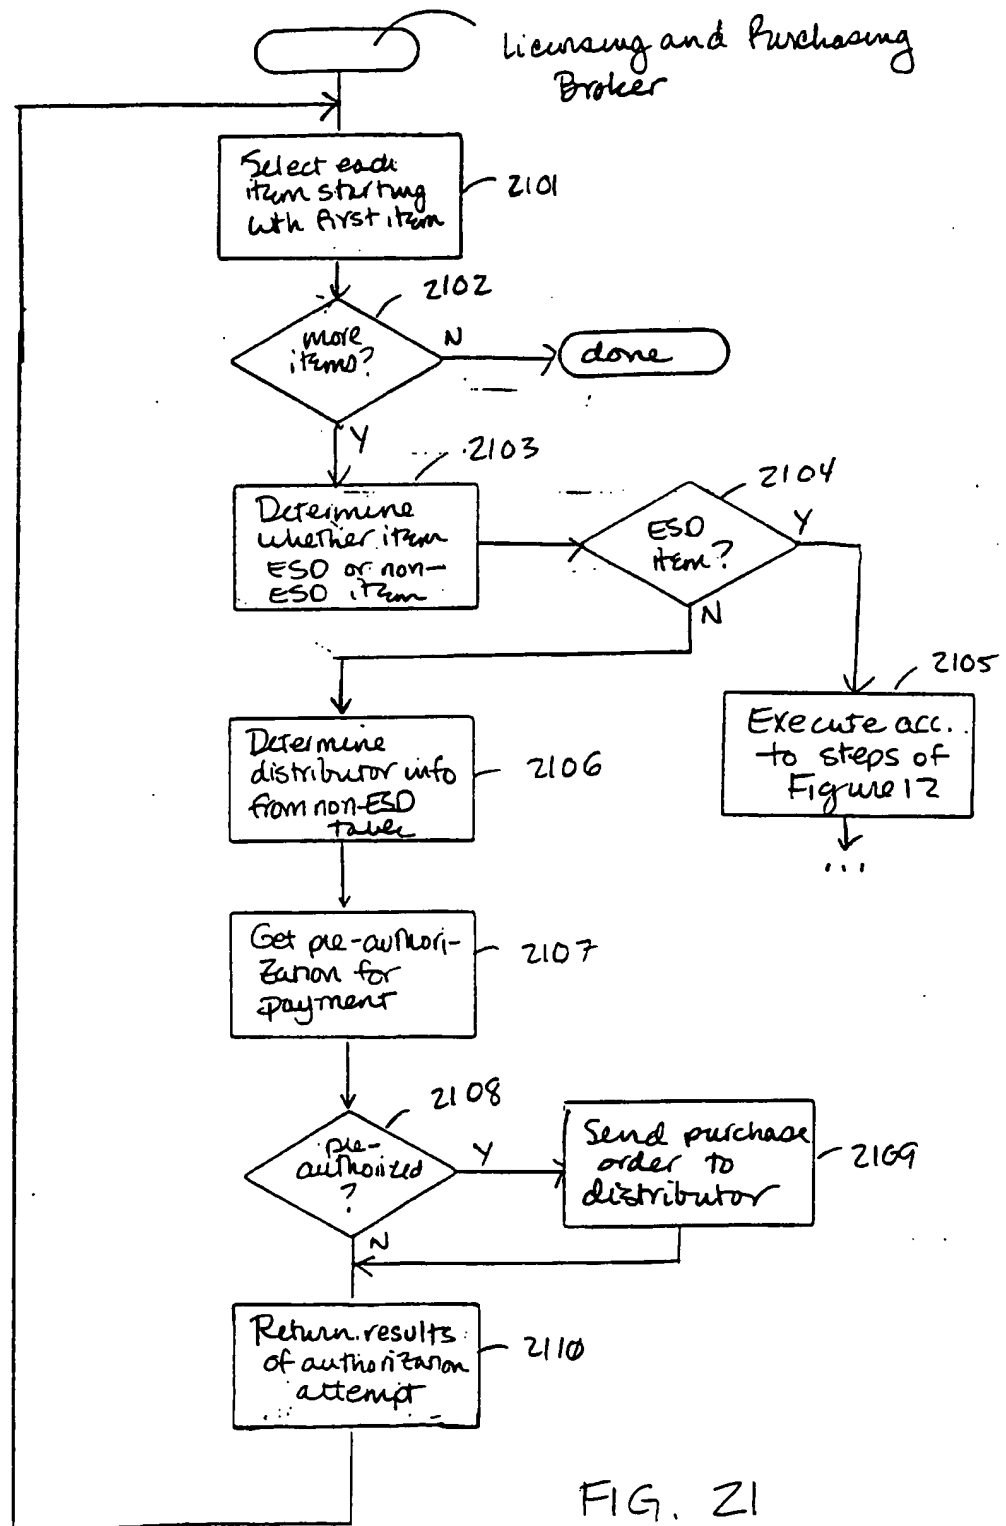 Licensing and Purchasing
Broker
Select each
item starting
with first item
2101
2102
more
items?
N
done
Y
2103
Determine
whether item
ESD or non-
ESD item
2104
ESD
item?
Y
N
2105
Execute acc.
to steps of
Figure 12
...
Determine
distributor info
from non-ESD
table
2106
Get pre-authori-
zation for
payment
2107
2108
pre-
authorized
?
Y
N
Send purchase
order to
distributor
2109
Return results
of authorization
attempt
2110
FIG. 21